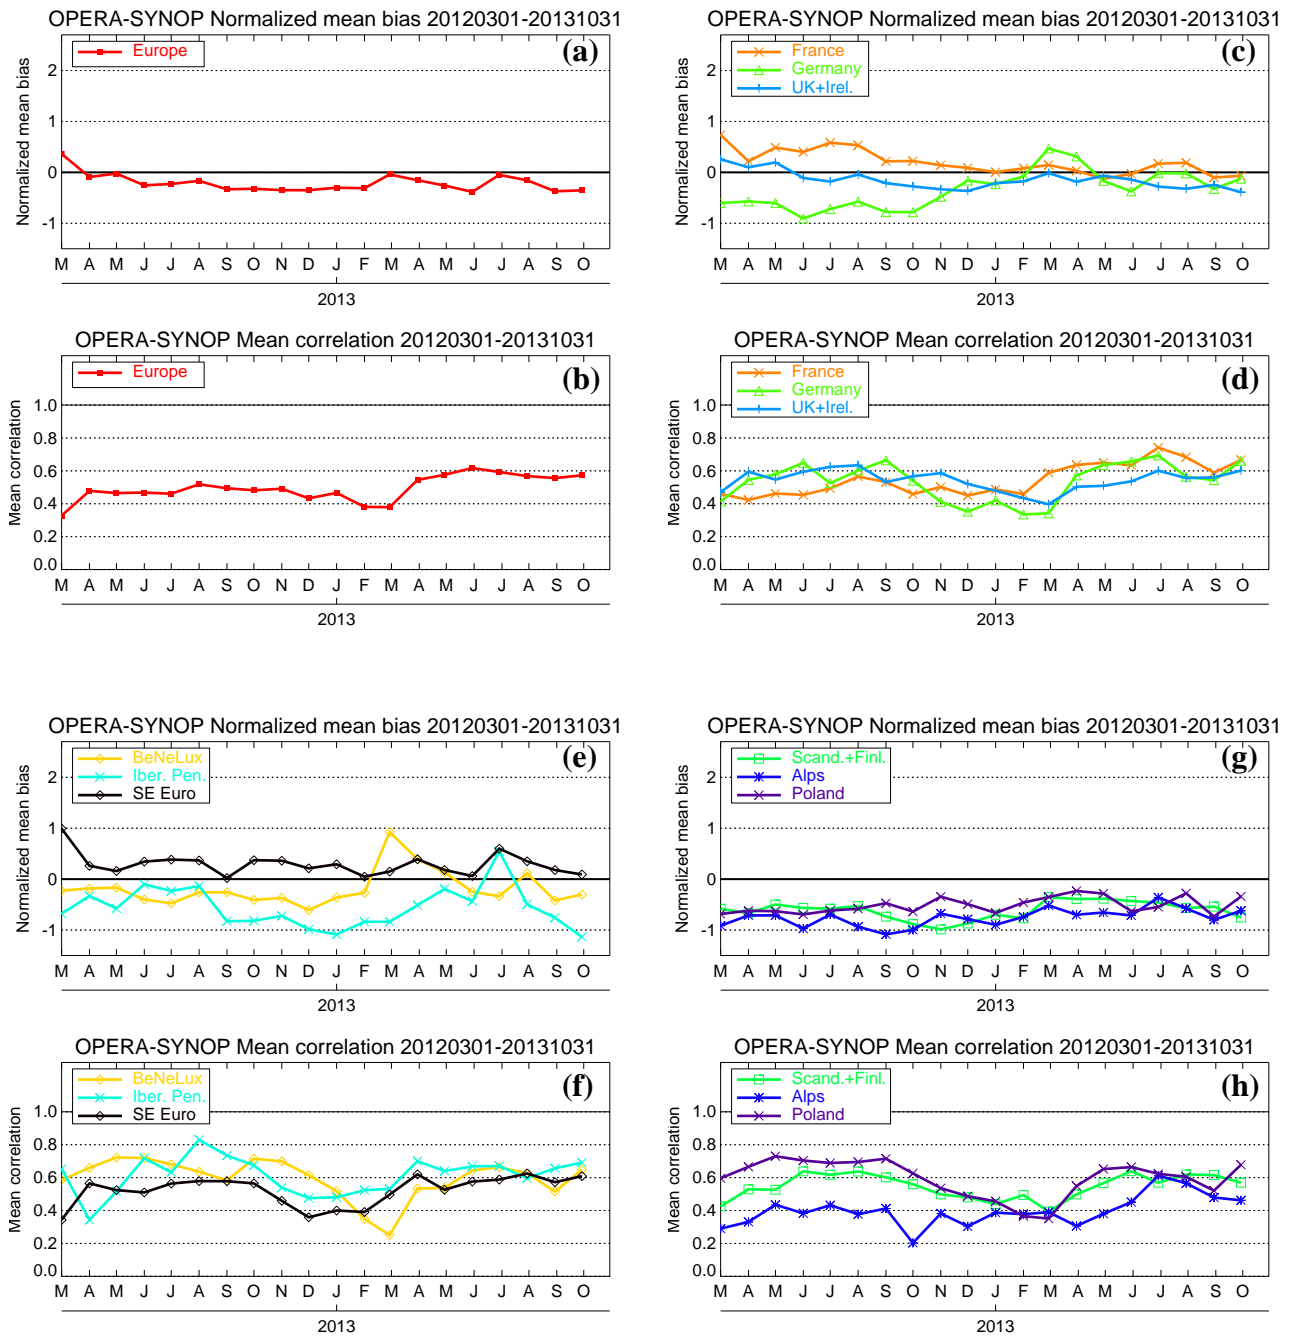 OPERA-SYNOP Normalized mean bias 20120301-20131031
Europe
(a)
Normalized mean bias
2
1
0
-1
M A M J J A S O N D J F M A M J J A S O
2013
OPERA-SYNOP Normalized mean bias 20120301-20131031
France
Germany
UK+Irel.
(c)
Normalized mean bias
2
1
0
-1
M A M J J A S O N D J F M A M J J A S O
2013
OPERA-SYNOP Mean correlation 20120301-20131031
Europe
(b)
Mean correlation
1.0
0.8
0.6
0.4
0.2
0.0
M A M J J A S O N D J F M A M J J A S O
2013
OPERA-SYNOP Mean correlation 20120301-20131031
France
Germany
UK+Irel.
(d)
Mean correlation
1.0
0.8
0.6
0.4
0.2
0.0
M A M J J A S O N D J F M A M J J A S O
2013
OPERA-SYNOP Normalized mean bias 20120301-20131031
BeNeLux
Iber. Pen.
SE Euro
(e)
Normalized mean bias
2
1
0
-1
M A M J J A S O N D J F M A M J J A S O
2013
OPERA-SYNOP Normalized mean bias 20120301-20131031
Scand.+Finl.
Alps
Poland
(g)
Normalized mean bias
2
1
0
-1
M A M J J A S O N D J F M A M J J A S O
2013
OPERA-SYNOP Mean correlation 20120301-20131031
BeNeLux
Iber. Pen.
SE Euro
(f)
Mean correlation
1.0
0.8
0.6
0.4
0.2
0.0
M A M J J A S O N D J F M A M J J A S O
2013
OPERA-SYNOP Mean correlation 20120301-20131031
Scand.+Finl.
Alps
Poland
(h)
Mean correlation
1.0
0.8
0.6
0.4
0.2
0.0
M A M J J A S O N D J F M A M J J A S O
2013